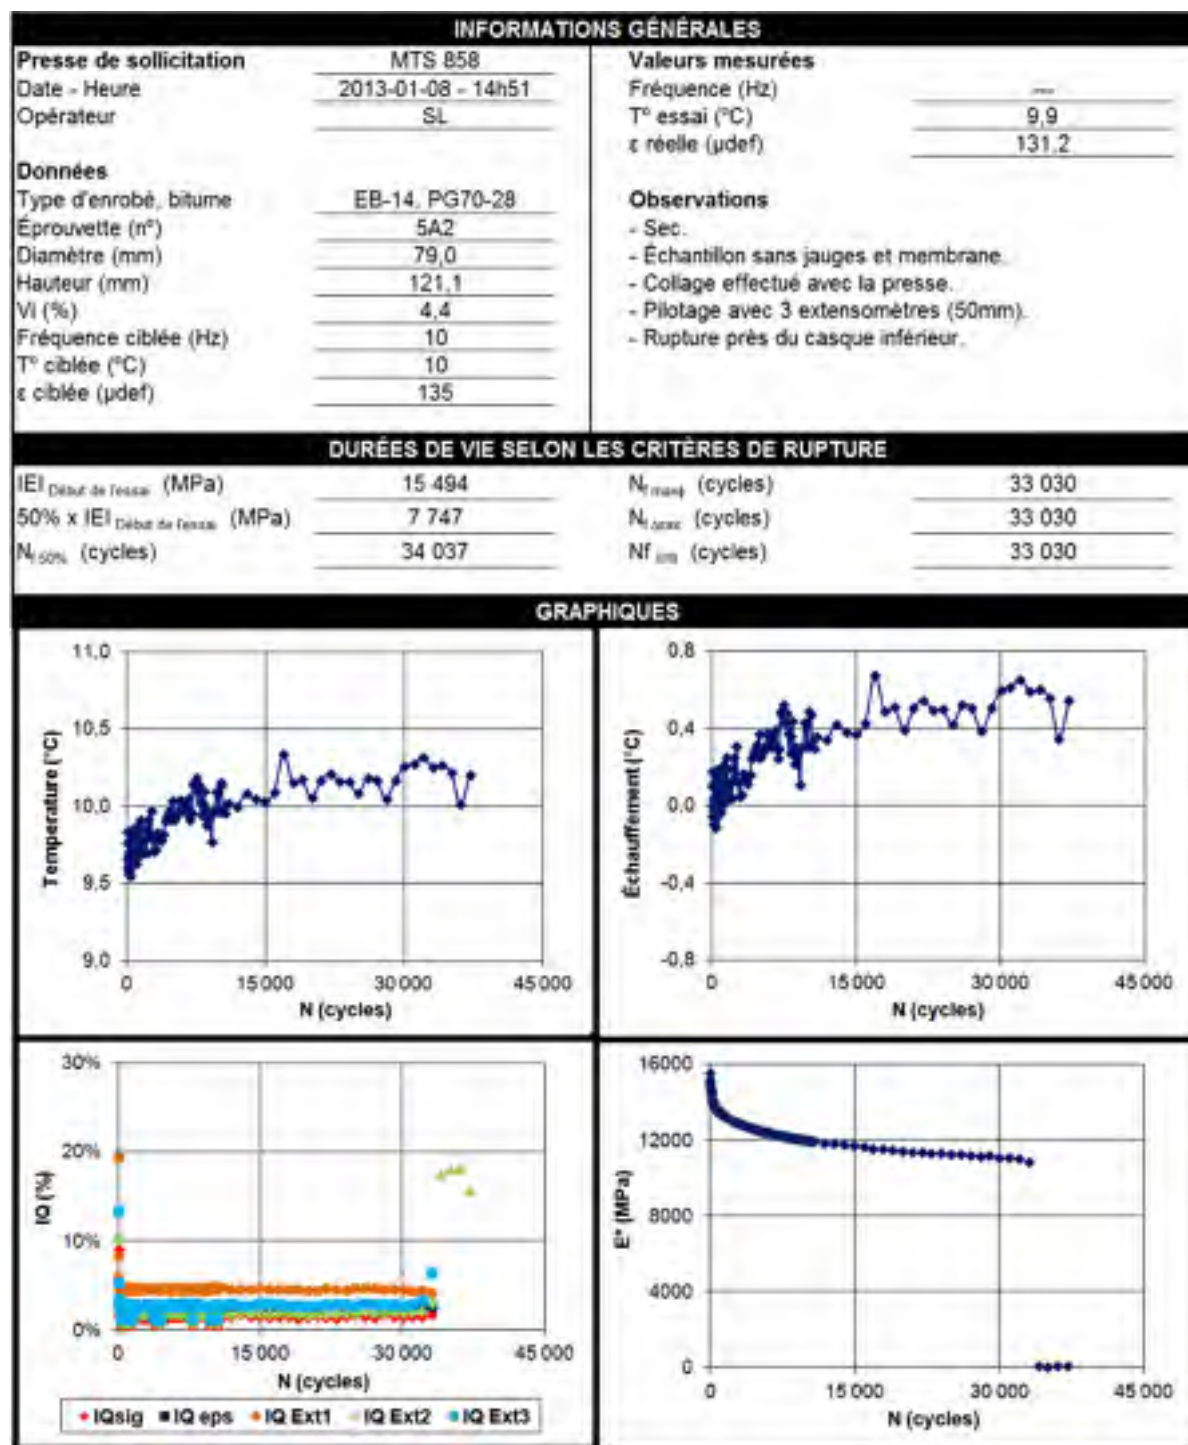 INFORMATIONS GÉNÉRALES
Presse de sollicitation MTS 858
Date - Heure 2013-01-08 - 14h51
Opérateur SL
Données
Type d'enrobé, bitume EB-14, PG70-28
Éprouvette (nº) 5A2
Diamètre (mm) 79,0
Hauteur (mm) 121,1
Vi (%) 4,4
Fréquence ciblée (Hz) 10
Tº ciblée (ºC) 10
ε ciblée (µdef) 135
Valeurs mesurées
Fréquence (Hz) ---
Tº essai (ºC) 9,9
ε réelle (µdef) 131,2
Observations
- Sec.
- Échantillon sans jauges et membrane.
- Collage effectué avec la presse.
- Pilotage avec 3 extensomètres (50mm).
- Rupture près du casque inférieur.
DURÉES DE VIE SELON LES CRITÈRES DE RUPTURE
IEI Début de l'essai (MPa) 15 494
50% x IEI Début de l'essai (MPa) 7 747
Nf 50% (cycles) 34 037
(cycles) 33 030
(cycles) 33 030
Nf (cycles) 33 030
GRAPHIQUES
Temperature (°C)
11,0
10,5
10,0
9,5
9,0
0 15 000 30 000 45 000
N (cycles)
Échauffement (°C)
0.8
0.4
0.0
-0.4
-0.8
0 15 000 30 000 45 000
N (cycles)
IQ (%)
30%
20%
10%
0%
0 15 000 30 000 45 000
N (cycles)
IQsig IQ eps IQ Ext1 IQ Ext2 IQ Ext3
E* (MPa)
16000
12000
8000
4000
0
0 15 000 30 000 45 000
N (cycles)